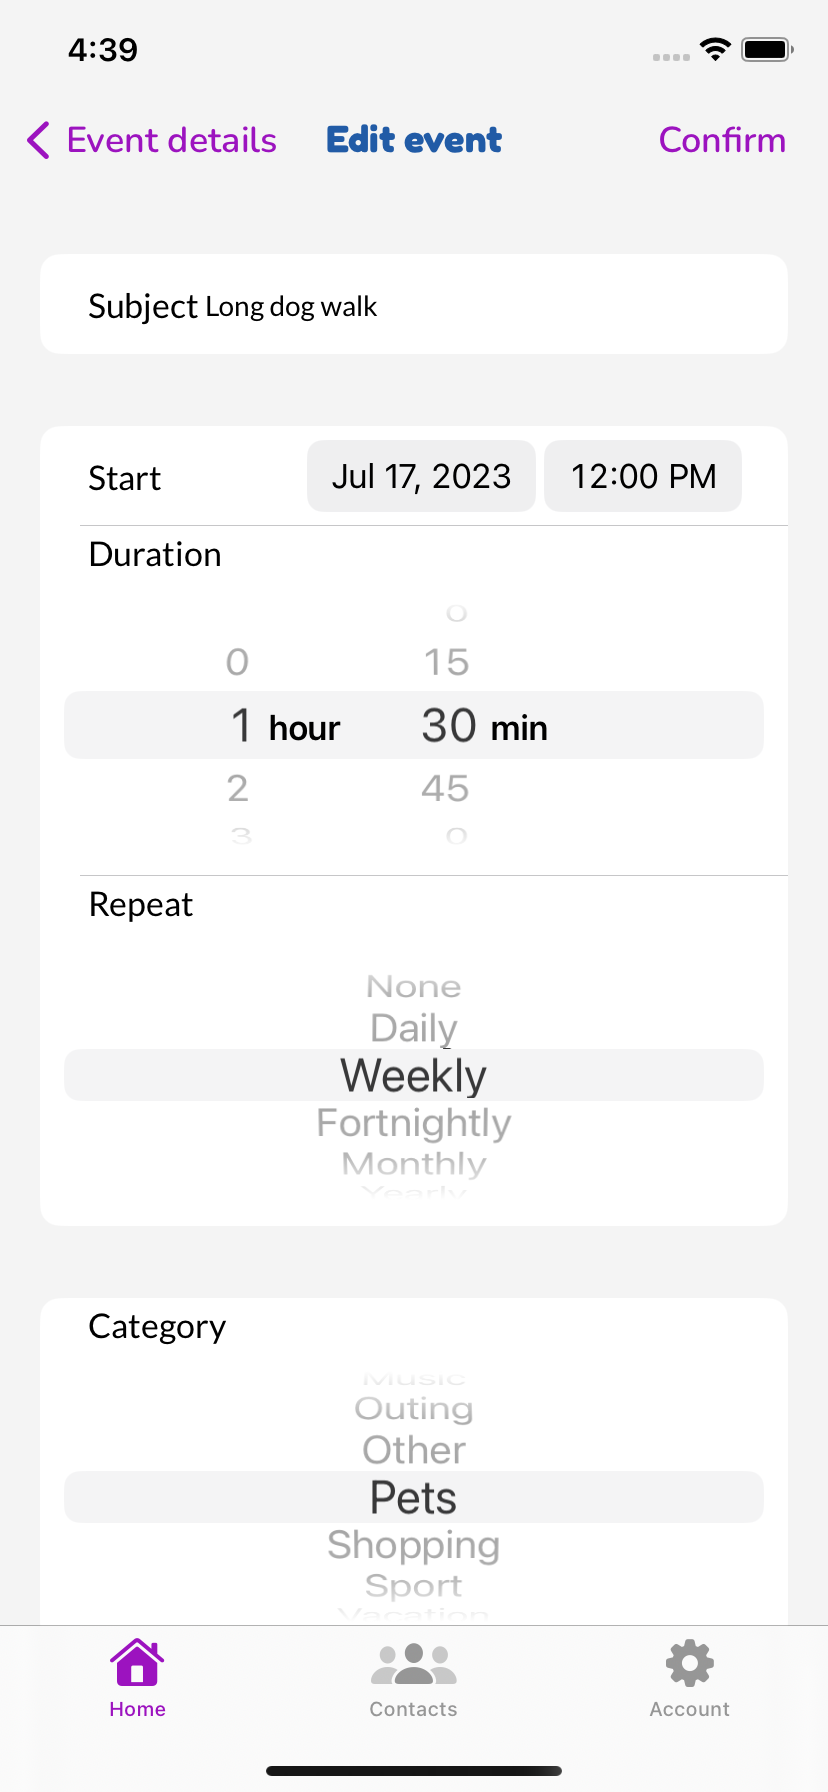 4:39
Event details Edit event Confirm
Subject Long dog walk
Start Jul 17, 2023 12:00 PM
Duration
0
0 15
1 hour 30 min
2 45
3 0
Repeat
None
Daily
Weekly
Fortnightly
Monthly
Yearly
Category
Music
Outing
Other
Pets
Shopping
Sport
Vacation
Home Contacts Account